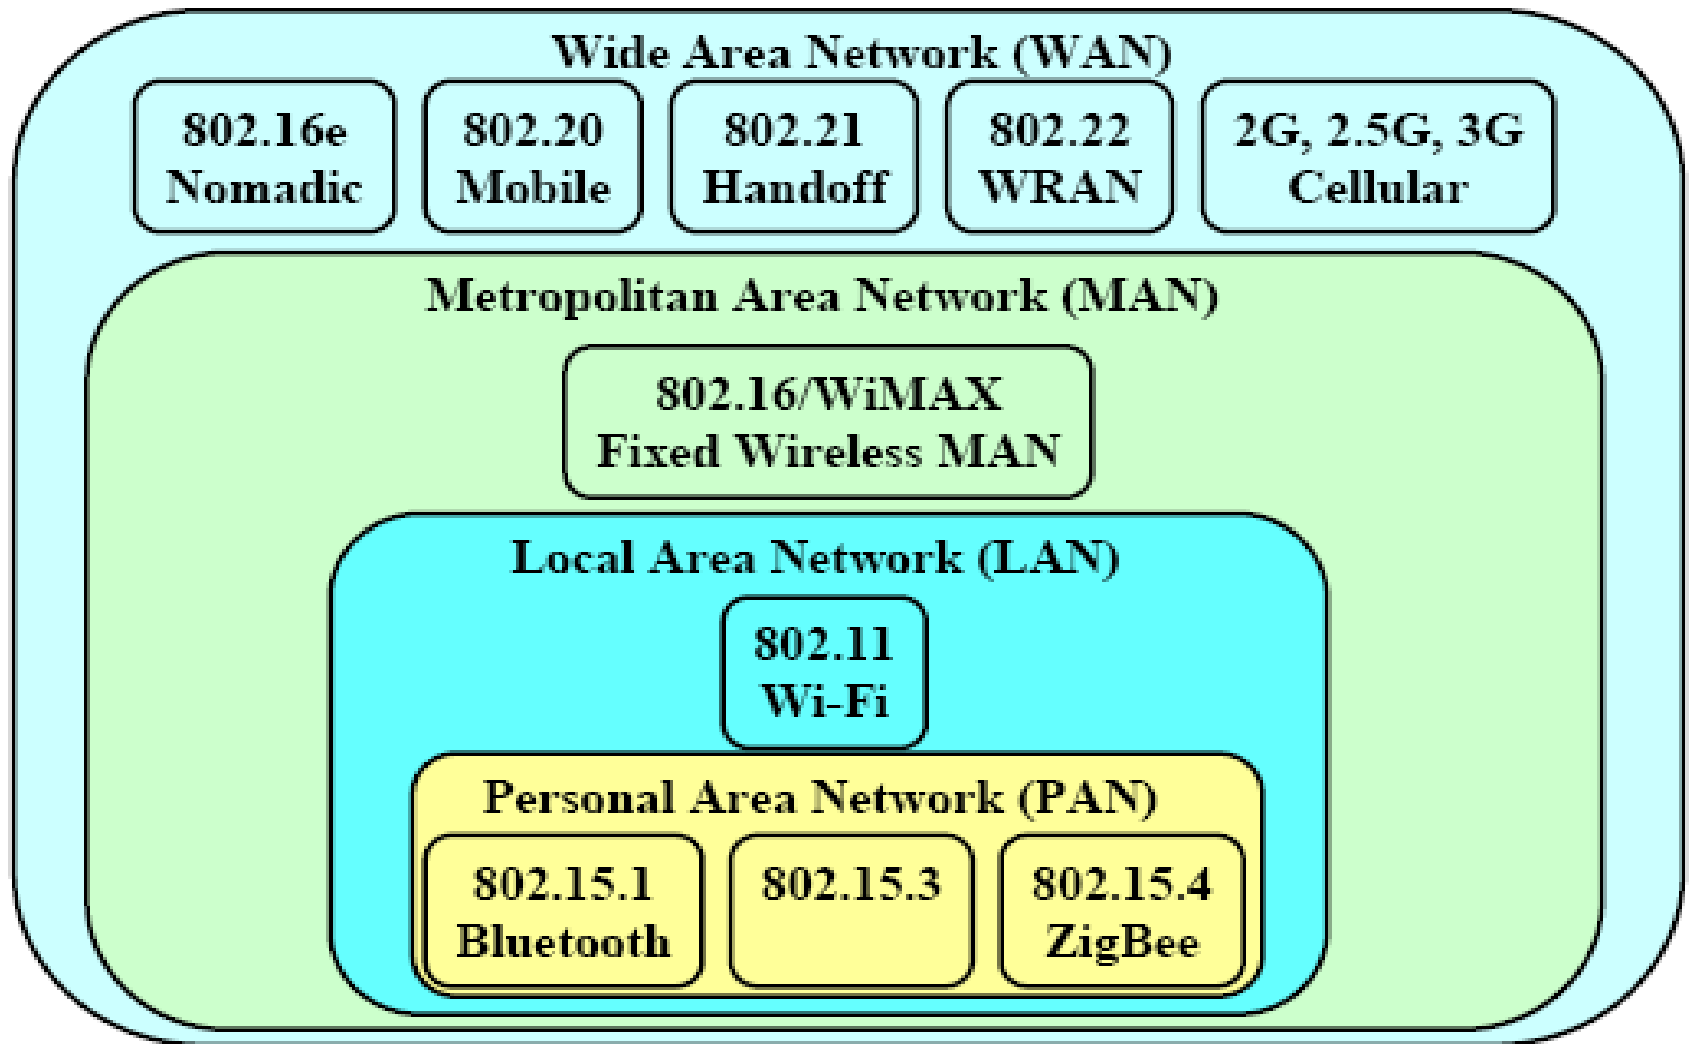 Wide Area Network (WAN)
802.16e
Nomadic
802.20
Mobile
802.21
Handoff
802.22
WRAN
2G, 2.5G, 3G
Cellular
Metropolitan Area Network (MAN)
802.16/WiMAX
Fixed Wireless MAN
Local Area Network (LAN)
802.11
Wi-Fi
Personal Area Network (PAN)
802.15.1
Bluetooth
802.15.3
802.15.4
ZigBee